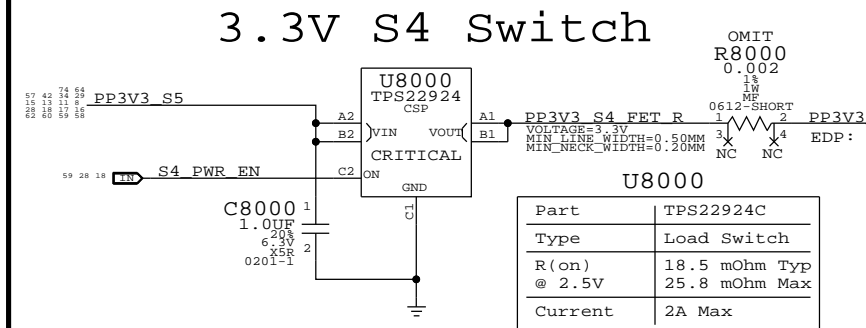 3.3V S4 Switch
74 64
57 42 34 29
15 13 11 8
28 18 17 16
62 60 59 58
PP3V3_S5
59 28 18 IN S4_PWR_EN
U8000
TPS22924
CSP
A2
B2
VIN
VOUT
A1
B1
CRITICAL
C2
ON
GND
C1
C8000
1.0UF
20%
6.3V
X5R
0201-1
1
2
PP3V3_S4_FET_R
VOLTAGE=3.3V
MIN_LINE_WIDTH=0.50MM
MIN_NECK_WIDTH=0.20MM
OMIT
R8000
0.002
1%
1W
MF
0612-SHORT
1 2
3 4
NC NC
PP3V3
EDP:
U8000
Part TPS22924C
Type Load Switch
R(on) 18.5 mOhm Typ
@ 2.5V 25.8 mOhm Max
Current 2A Max